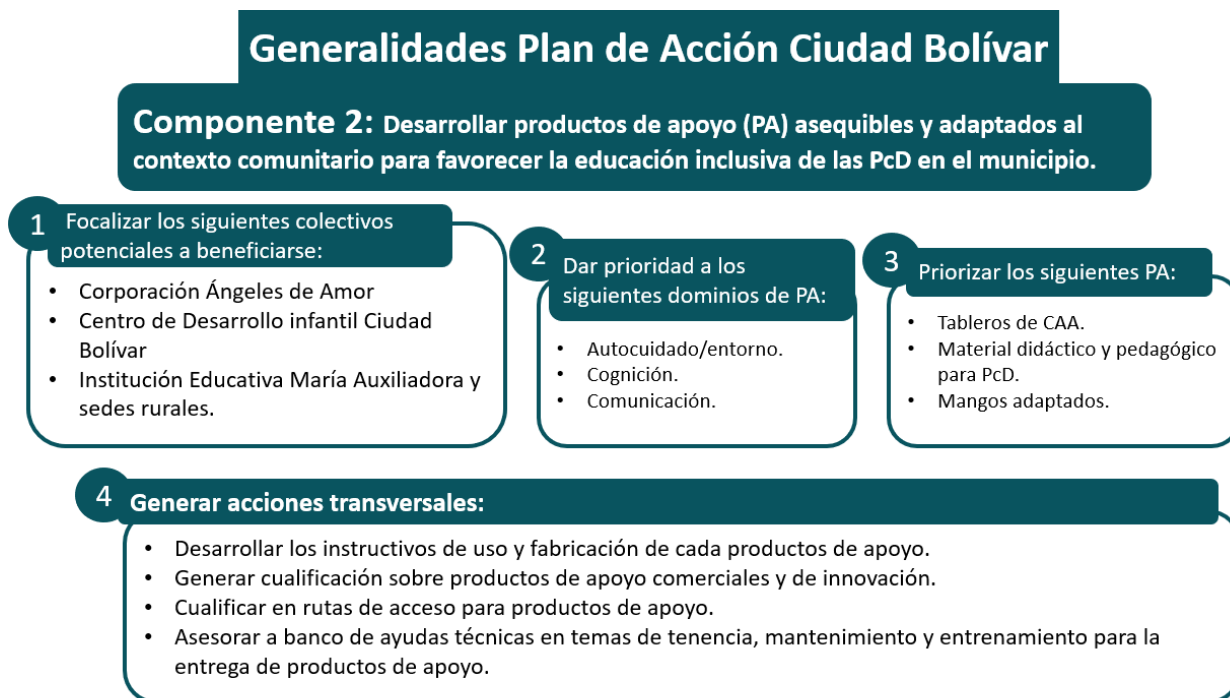 Generalidades Plan de Acción Ciudad Bolívar
Componente 2: Desarrollar productos de apoyo (PA) asequibles y adaptados al
contexto comunitario para favorecer la educación inclusiva de las PcD en el municipio.
1
Focalizar los siguientes colectivos
potenciales a beneficiarse:
• Corporación Ángeles de Amor
• Centro de Desarrollo infantil Ciudad
Bolívar
• Institución Educativa María Auxiliadora y
sedes rurales.
2
Dar prioridad a los
siguientes dominios de PA:
• Autocuidado/entorno.
• Cognición.
• Comunicación.
3
Priorizar los siguientes PA:
• Tableros de CAA.
• Material didáctico y pedagógico
para PcD.
• Mangos adaptados.
4
Generar acciones transversales:
• Desarrollar los instructivos de uso y fabricación de cada productos de apoyo.
• Generar cualificación sobre productos de apoyo comerciales y de innovación.
• Cualificar en rutas de acceso para productos de apoyo.
• Asesorar a banco de ayudas técnicas en temas de tenencia, mantenimiento y entrenamiento para la
entrega de productos de apoyo.